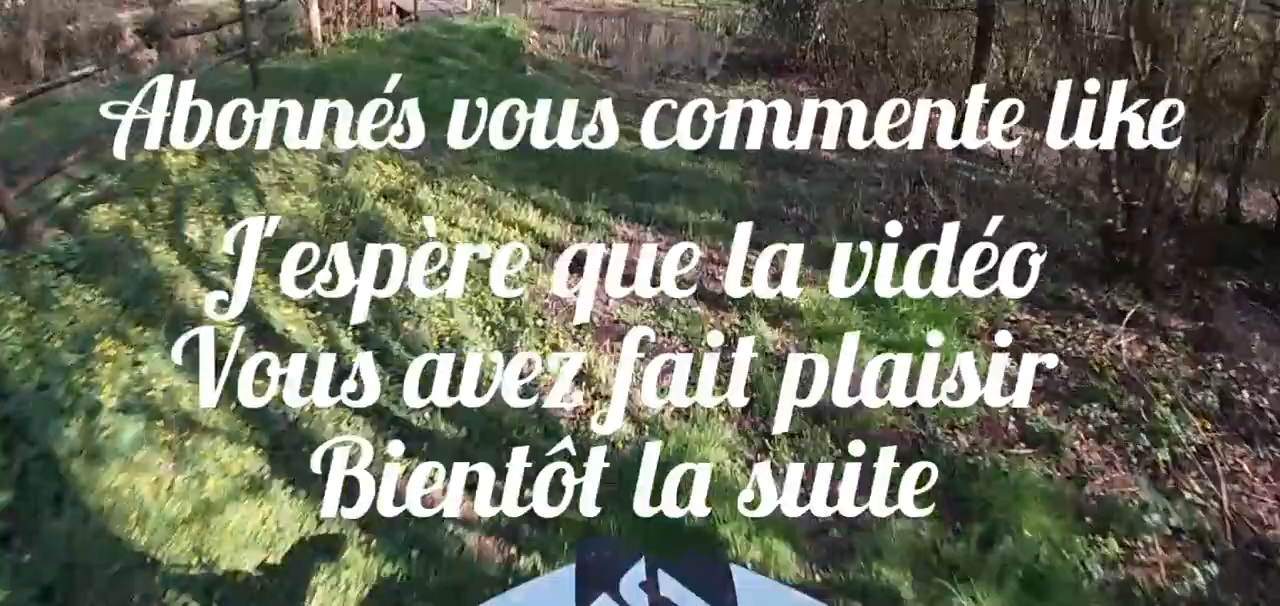 Abonnés vous commente like
J'espère que la vidéo
Vous avez fait plaisir
Bientôt la suite